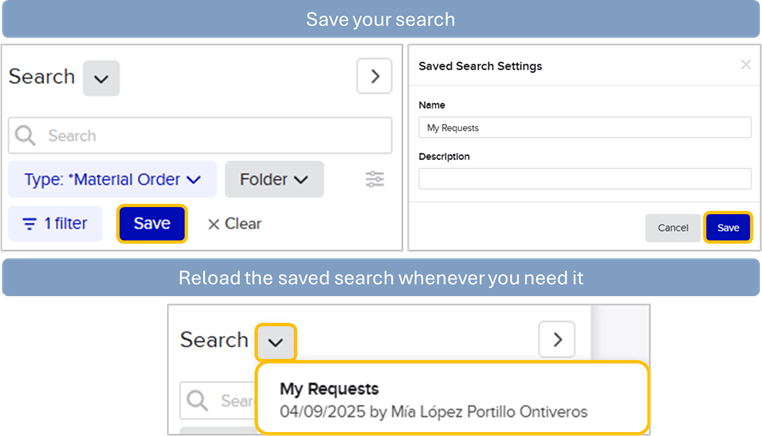 Save your search
Search
Search
Type: *Material Order
Folder
1 filter
Save
Clear
Saved Search Settings
Name
My Requests
Description
Cancel
Save
Reload the saved search whenever you need it
Search
Sear
My Requests
04/09/2025 by Mía López Portillo Ontiveros